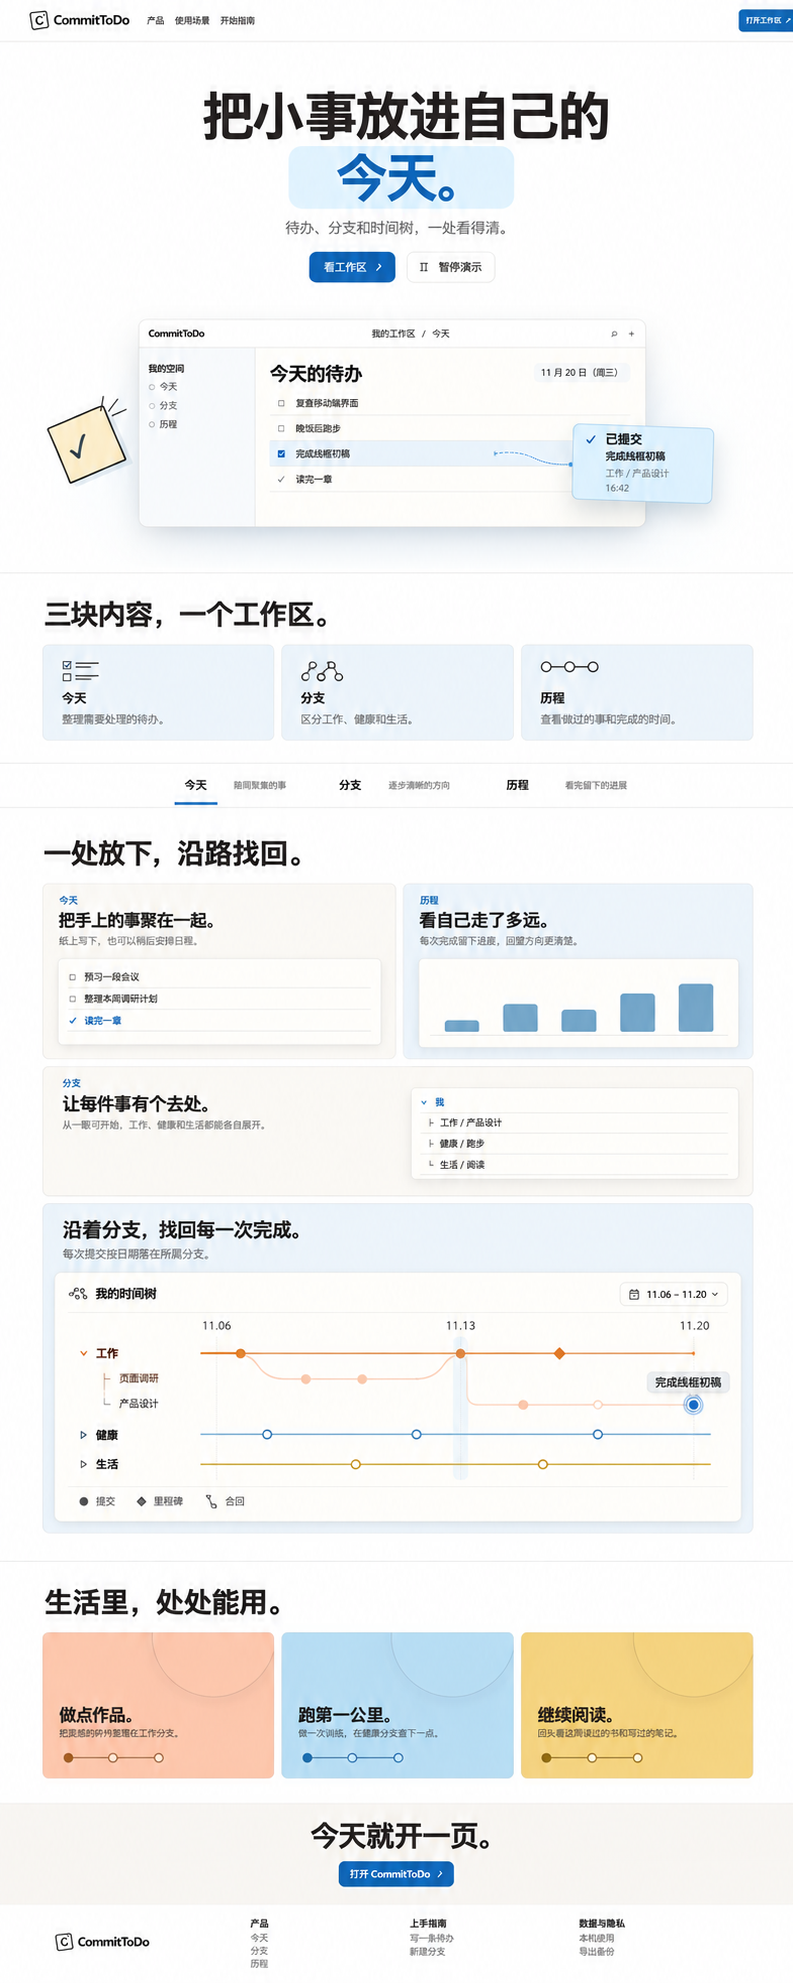 CommitToDo 产品 使用场景 开始指南 打开工作区
把小事放进自己的
今天。
待办、分支和时间树，一处看得清。
看工作区 暂停演示
CommitToDo 我的工作区 / 今天
我的空间
今天
分支
历程
今天的待办 11 月 20 日（周三）
复查移动端界面
晚饭后跑步
完成线框初稿
读完一章
已提交
完成线框初稿
工作 / 产品设计
16:42
三块内容，一个工作区。
今天
整理需要处理的待办。
分支
区分工作、健康和生活。
历程
查看做过的事和完成的时间。
今天 分支 逐步清晰的方向 历程 看完留下的进展
一处放下，沿路找回。
今天
把手上的事聚在一起。
纸上写下，也可以稍后安排日程。
预习一段会议
整理本周调研计划
读完一章
历程
看自己走了多远。
每次完成留下进度，回望方向更清楚。
分支
让每件事有个去处。
工作、健康和生活都能各自展开。
我
工作 / 产品设计
健康 / 跑步
生活 / 阅读
沿着分支，找回每一次完成。
每次提交按日期落在所属分支。
我的时间树 11.06 – 11.20
11.06 11.13 11.20
工作
页面调研
完成线框初稿
产品设计
健康
生活
提交 里程碑 合回
生活里，处处能用。
做点作品。
跑第一公里。
做一次训练，在健康分支查下一点。
继续阅读。
CommitToDo
今天就开一页。
打开 CommitToDo
产品
今天
分支
历程
上手指南
写一条待办
新建分支
数据与隐私
本机使用
导出备份